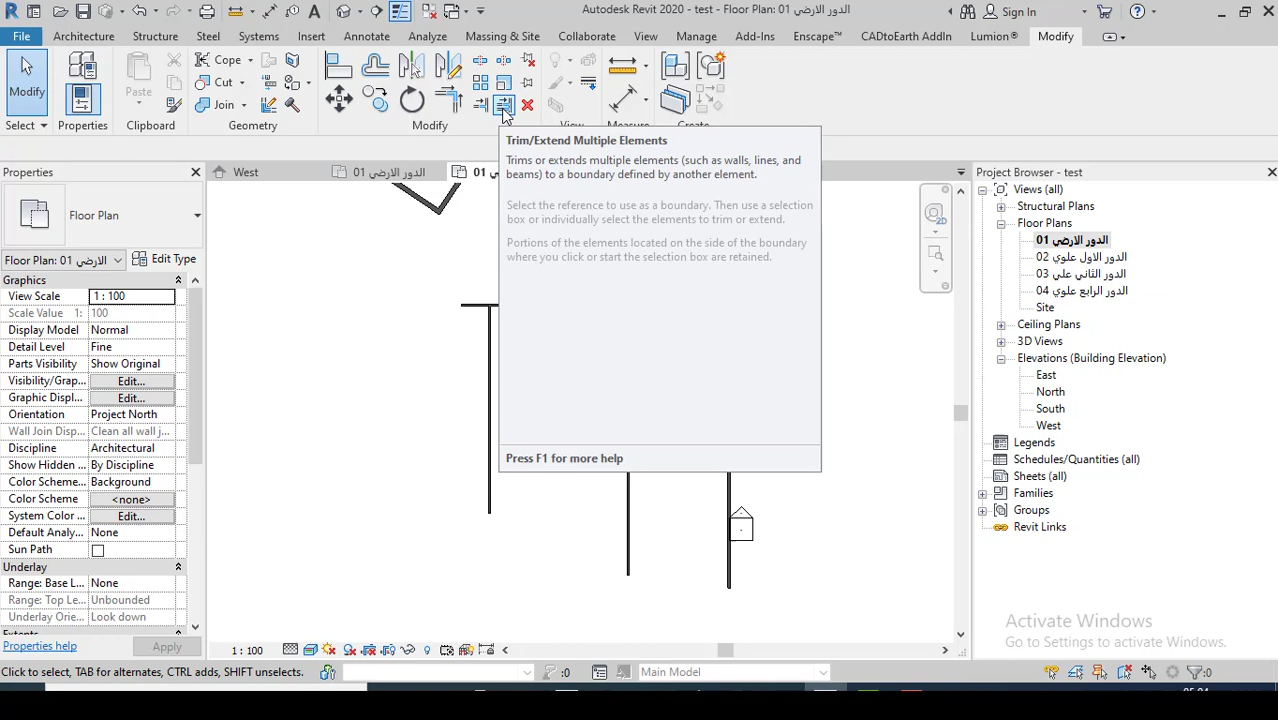 Autodesk Revit 2020 - test - Floor Plan: الدور الارضي 01
Sign In
File Architecture Structure Steel Systems Insert Annotate Analyze Massing & Site Collaborate View Manage Add-Ins Enscape™ CADtoEarth AddIn Lumion® Modify
Modify Paste Cope Cut Join
Select Properties Clipboard Geometry Modify View Measure Create
Trim/Extend Multiple Elements
Trims or extends multiple elements (such as walls, lines, and
beams) to a boundary defined by another element.
Select the reference to use as a boundary. Then use a selection
box or individually select the elements to trim or extend.
Portions of the elements located on the side of the boundary
where you click or start the selection box are retained.
Press F1 for more help
Properties
West
الدور الارضي 01
01
Floor Plan
Floor Plan: الارضي 01
Edit Type
Graphics
View Scale 1 : 100
Scale Value 1: 100
Display Model Normal
Detail Level Fine
Parts Visibility Show Original
Visibility/Grap... Edit...
Graphic Displ... Edit...
Orientation Project North
Wall Join Disp... Clean all wall j...
Discipline Architectural
Show Hidden ... By Discipline
Color Scheme... Background
Color Scheme <none>
System Color ... Edit...
Default Analy... None
Sun Path
Underlay
Range: Base L... None
Range: Top Le... Unbounded
Underlay Orie... Look down
Extents
Properties help
Apply
Project Browser - test
Views (all)
Structural Plans
Floor Plans
الدور الارضي 01
الدور الاول علوي 02
الدور الثاني علي 03
الدور الرابع علوي 04
Site
Ceiling Plans
3D Views
Elevations (Building Elevation)
East
North
South
West
Legends
Schedules/Quantities (all)
Sheets (all)
Families
Groups
Revit Links
2D
Activate Windows
Go to Settings to activate Windows.
1 : 100
Click to select, TAB for alternates, CTRL adds, SHIFT unselects.
:0
Main Model
:0